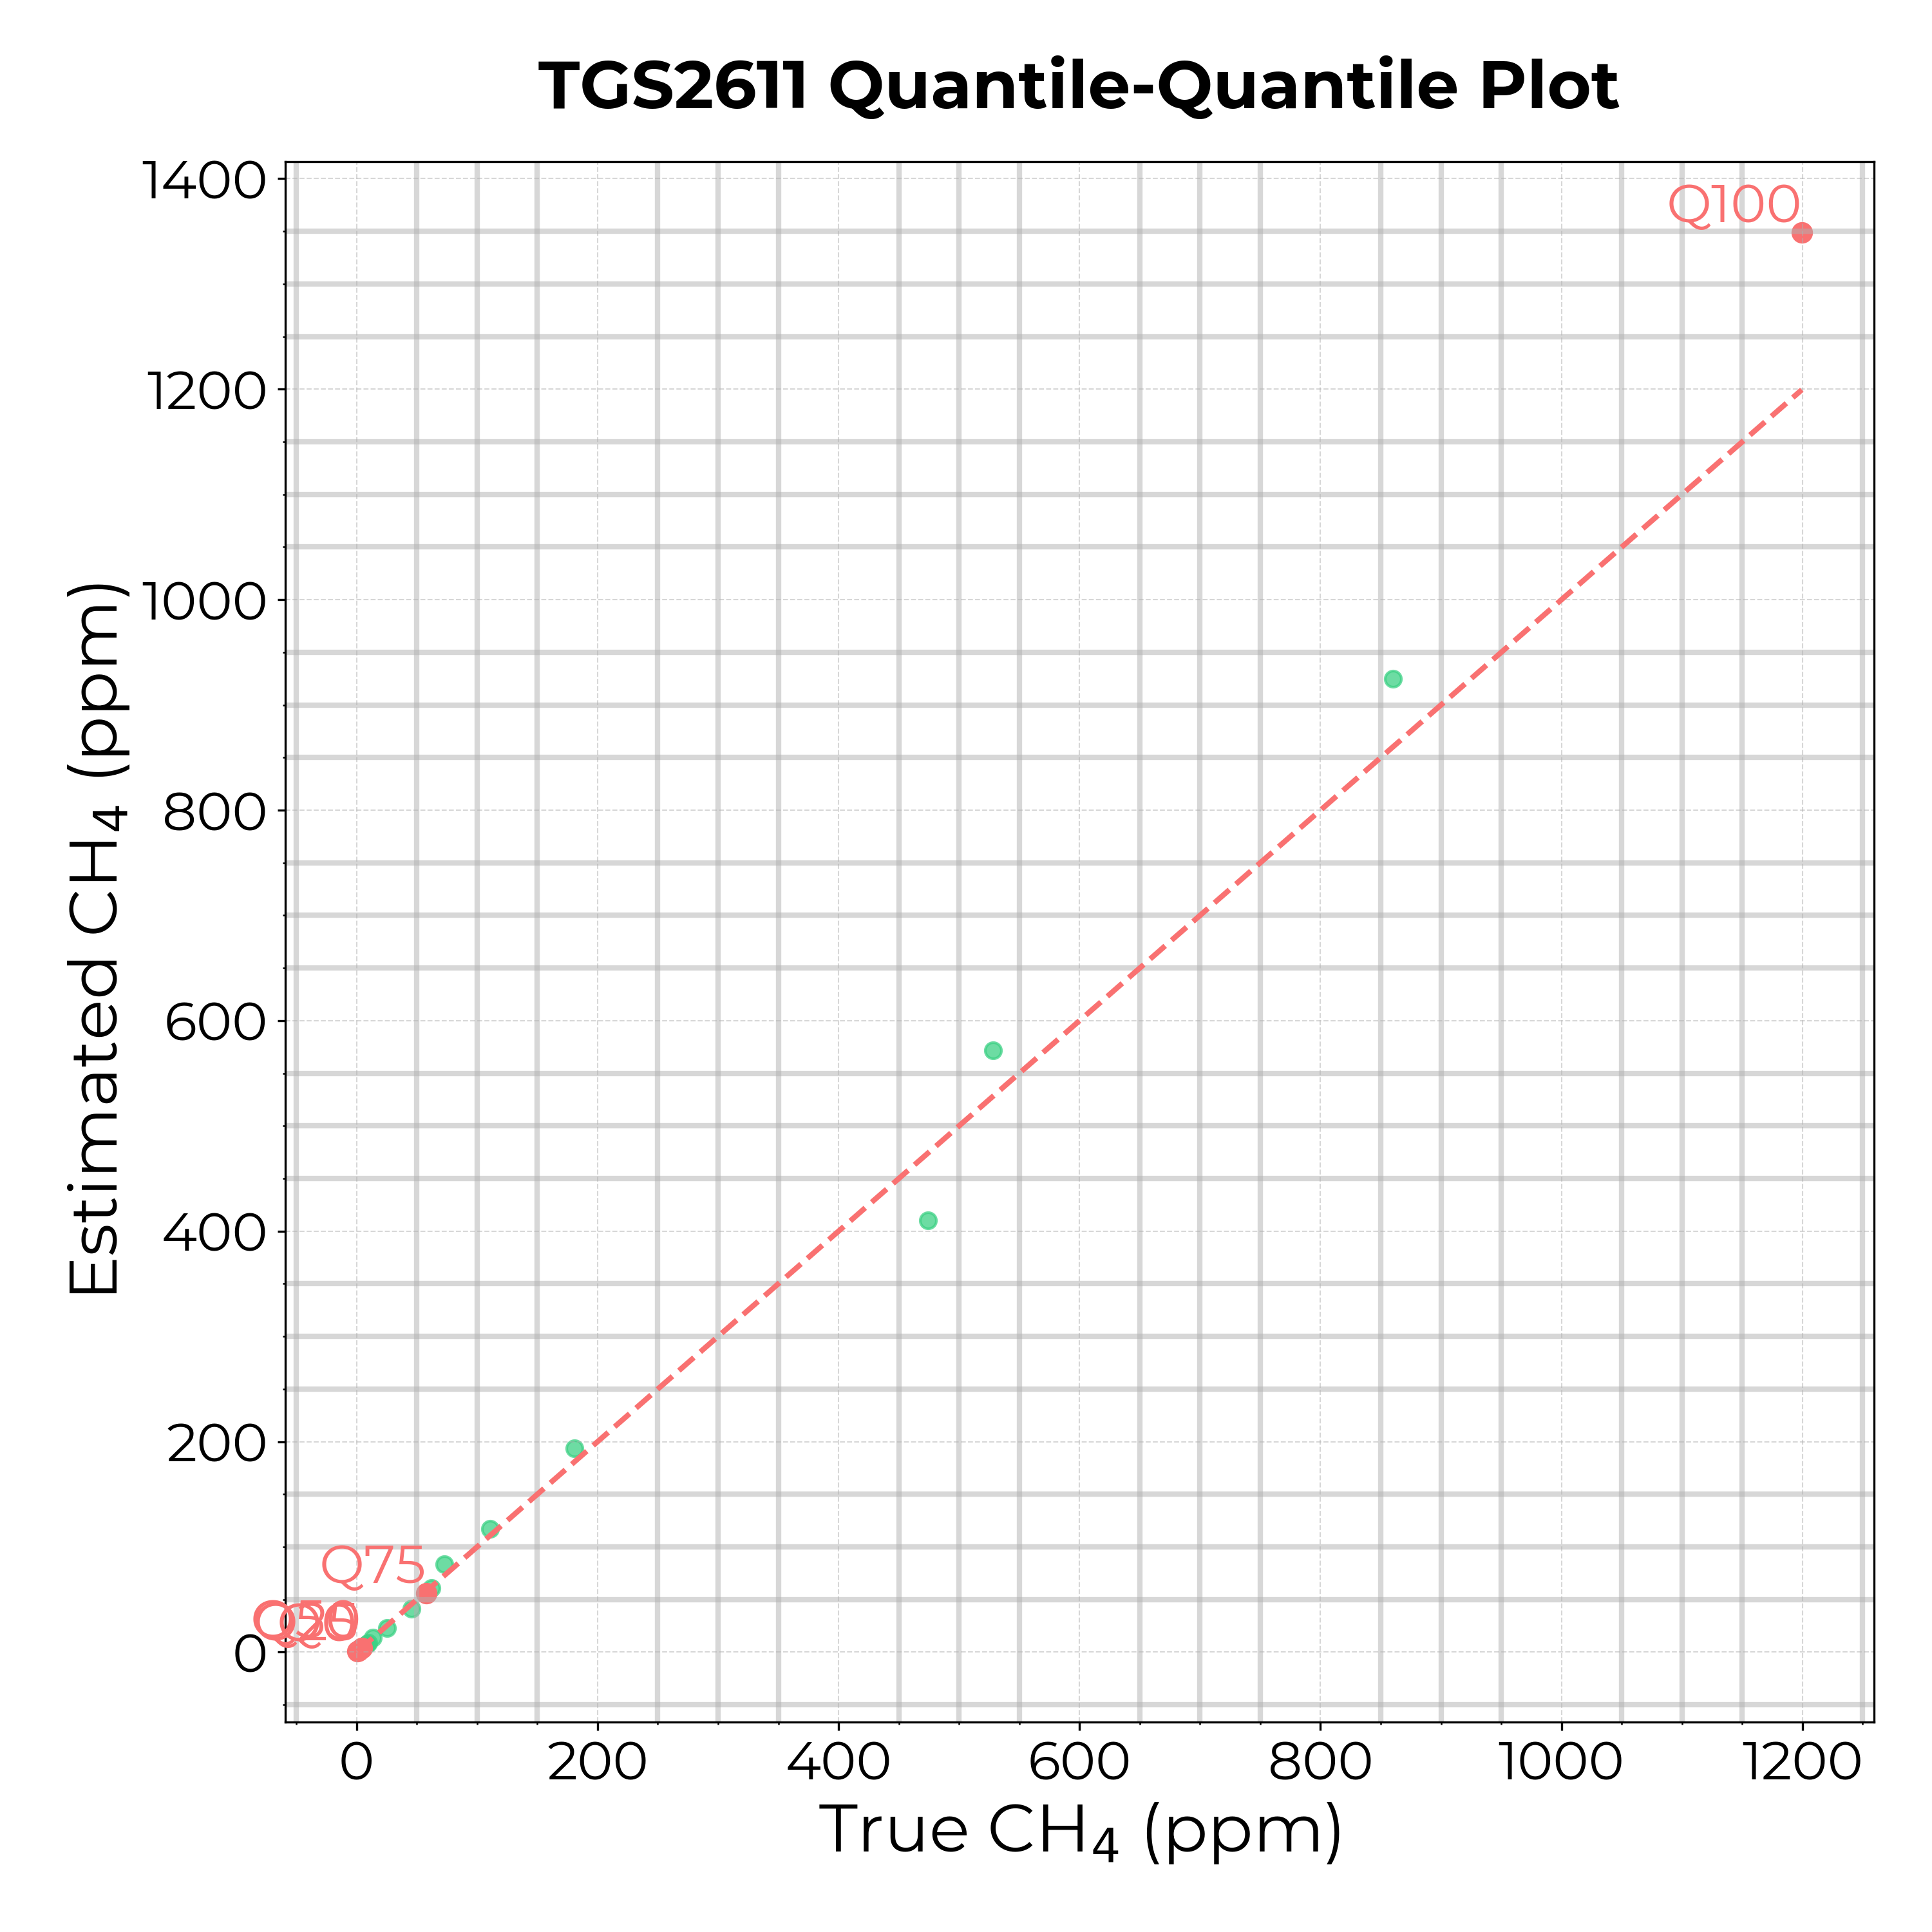 TGS2611 Quantile-Quantile Plot
1400
1200
1000
800
600
400
200
0
Estimated CH₄ (ppm)
Q100
Q75
0 200 400 600 800 1000 1200
True CH₄ (ppm)